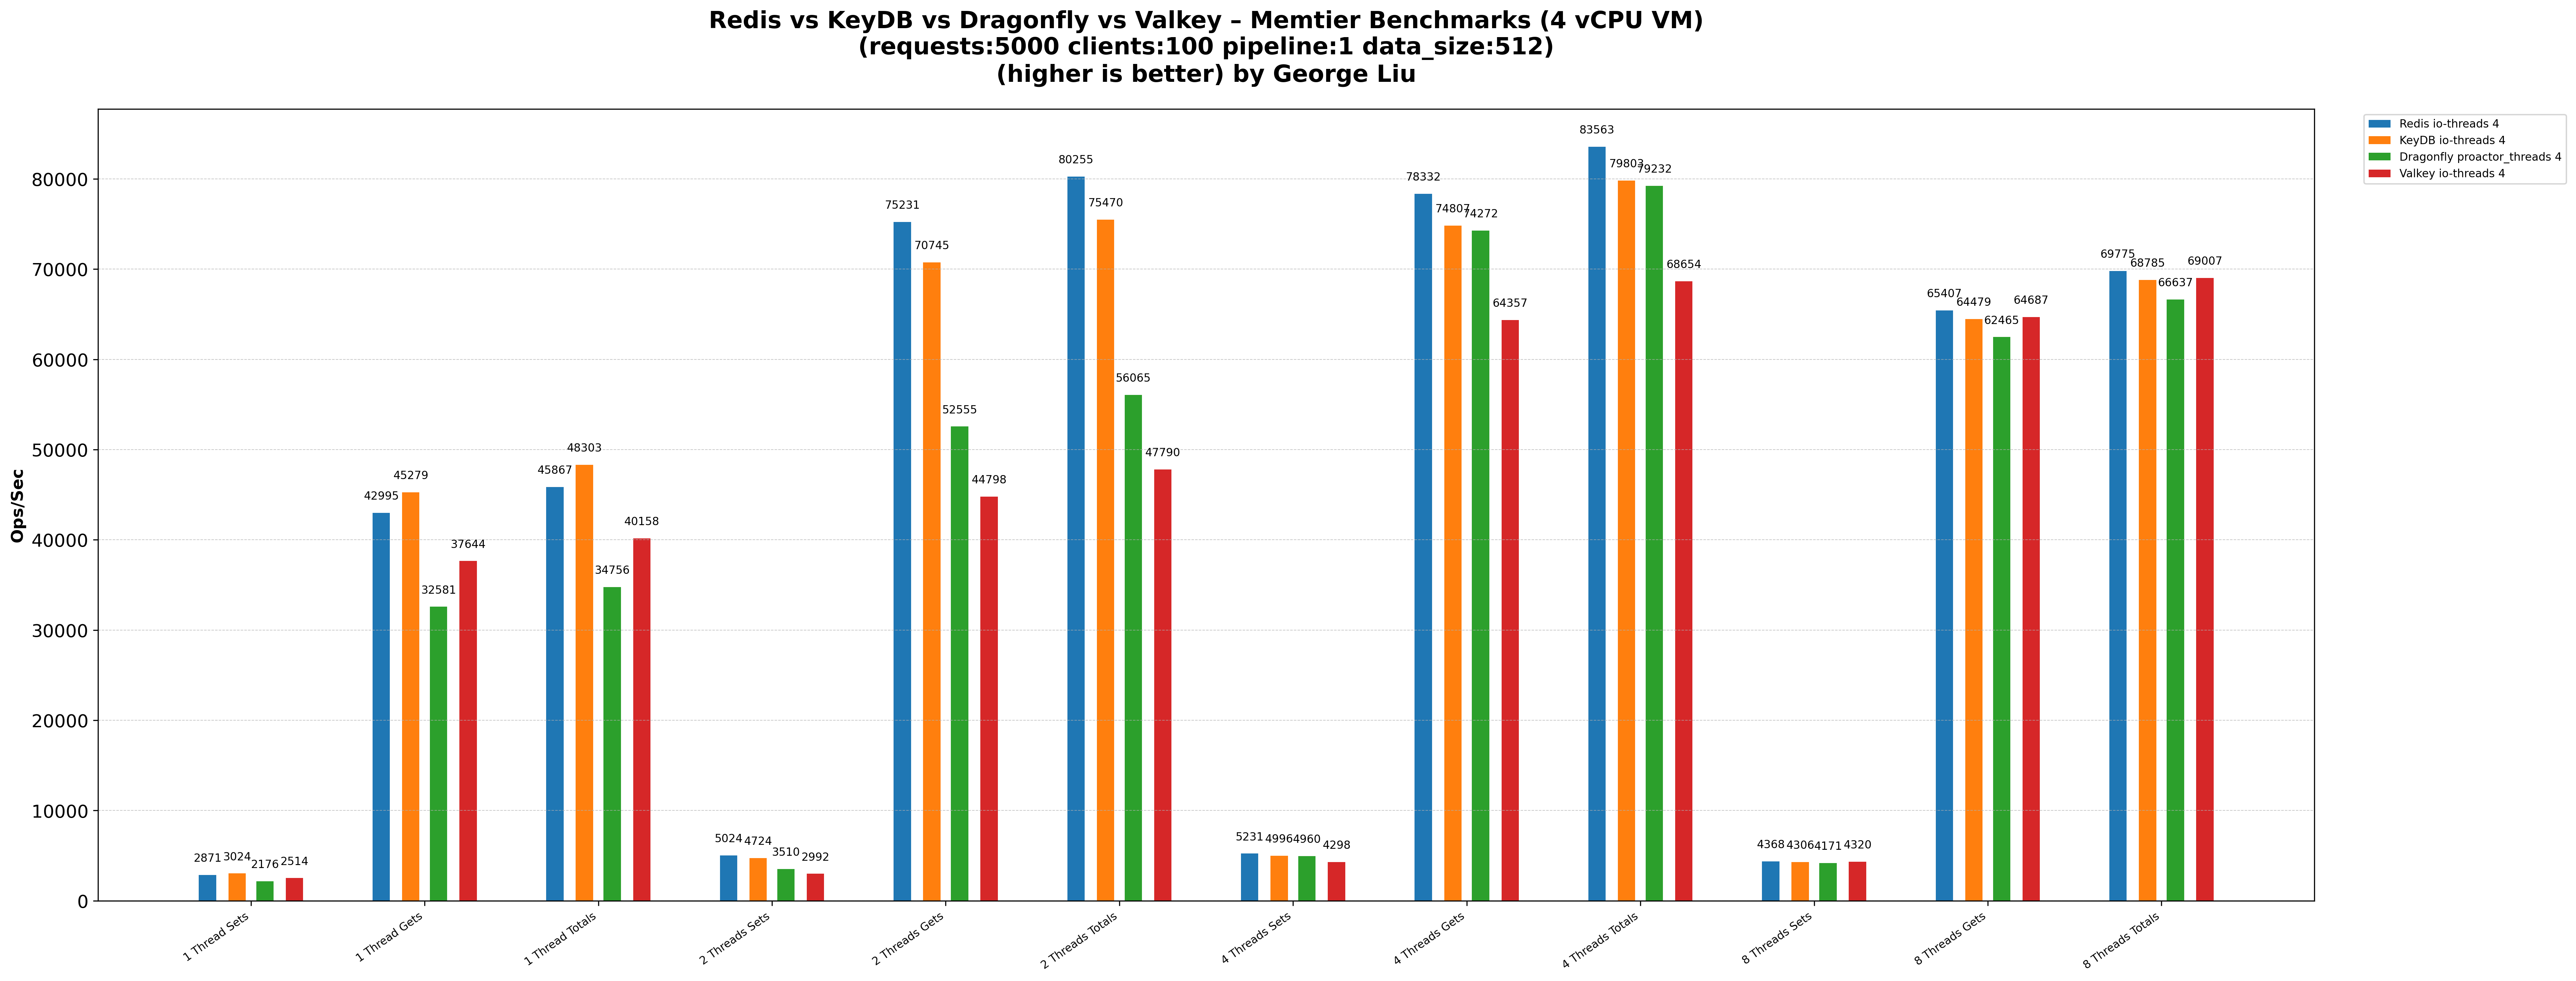 Redis vs KeyDB vs Dragonfly vs Valkey – Memtier Benchmarks (4 vCPU VM)
(requests:5000 clients:100 pipeline:1 data_size:512)
(higher is better) by George Liu
Redis io-threads 4
KeyDB io-threads 4
Dragonfly proactor_threads 4
Valkey io-threads 4
Ops/Sec
80000
70000
60000
50000
40000
30000
20000
10000
0
2871 3024 2176 2514
42995 45279 32581 37644
45867 48303 34756 40158
5024 4724 3510 2992
75231 70745 52555 44798
80255 75470 56065 47790
5231 4996 4960 4298
78332 74807 74272 64357
83563 79803 79232 68654
4368 4306 4171 4320
65407 64479 62465 64687
69775 68785 66637 69007
1 Thread Sets
1 Thread Gets
1 Thread Totals
2 Threads Sets
2 Threads Gets
2 Threads Totals
4 Threads Sets
4 Threads Gets
4 Threads Totals
8 Threads Sets
8 Threads Gets
8 Threads Totals